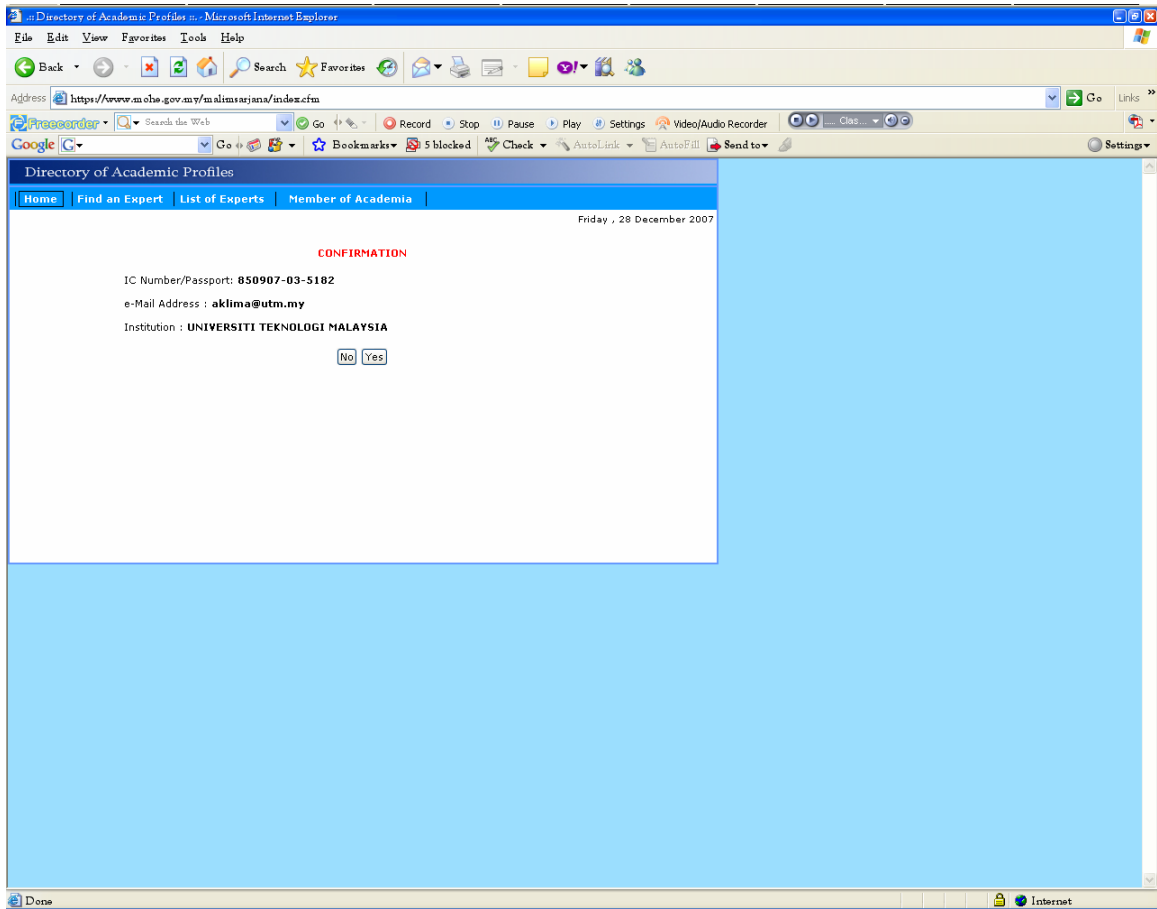 .:: Directory of Academic Profiles ::. - Microsoft Internet Explorer
File Edit View Favorites Tools Help
Back Search Favorites
Address https://www.mohe.gov.my/malimsarjana/index.cfm Go Links »
Freecorder Search the Web Go Record Stop Pause Play Settings Video/Audio Recorder .... Clas...
Google G Go Bookmarks 5 blocked ABC Check AutoLink AutoFill Send to Settings
Directory of Academic Profiles
Home Find an Expert List of Experts Member of Academia
Friday , 28 December 2007
CONFIRMATION
IC Number/Passport: 850907-03-5182
e-Mail Address : aklima@utm.my
Institution : UNIVERSITI TEKNOLOGI MALAYSIA
No Yes
Done Internet